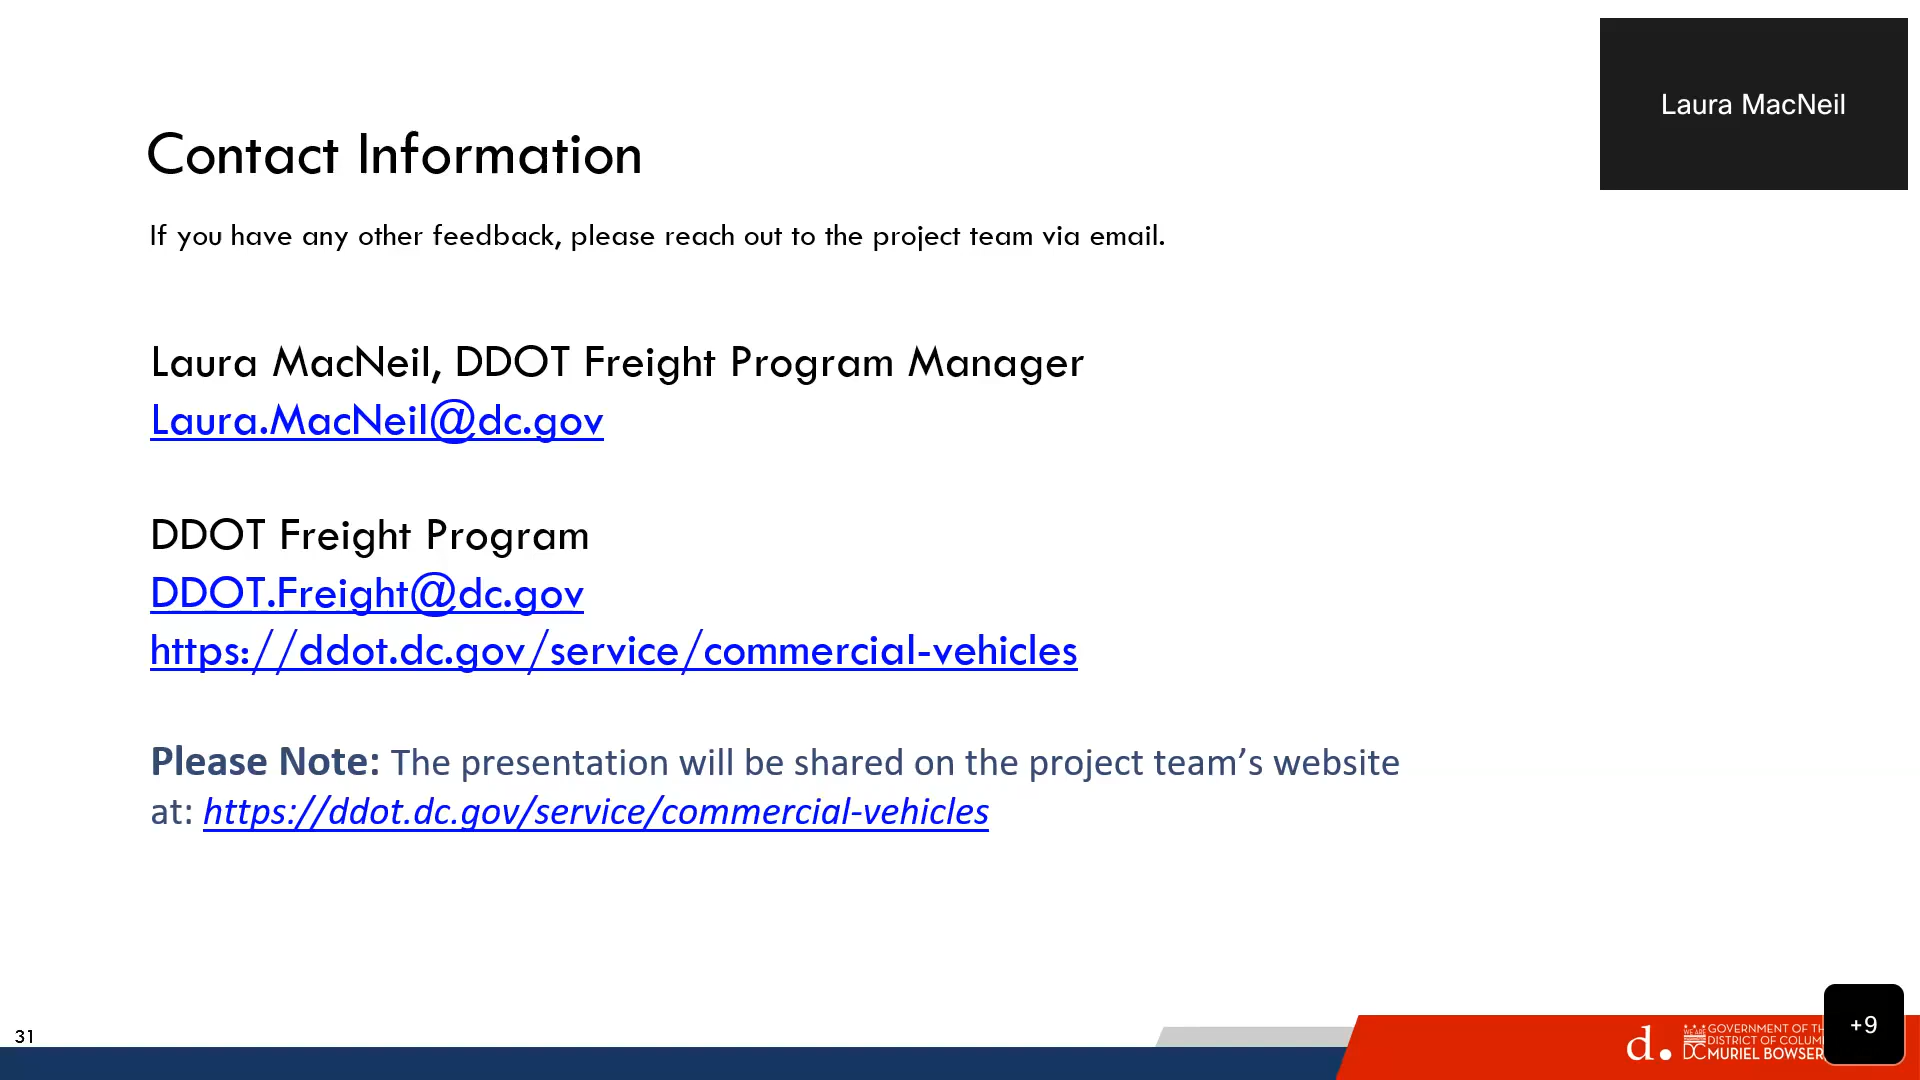 Laura MacNeil
Contact Information
If you have any other feedback, please reach out to the project team via email.
Laura MacNeil, DDOT Freight Program Manager
Laura.MacNeil@dc.gov
DDOT Freight Program
DDOT.Freight@dc.gov
https://ddot.dc.gov/service/commercial-vehicles
Please Note: The presentation will be shared on the project team’s website
at: https://ddot.dc.gov/service/commercial-vehicles
31
d.
WE ARE
DC
GOVERNMENT OF
DISTRICT OF
MURIEL BOWSER
+9